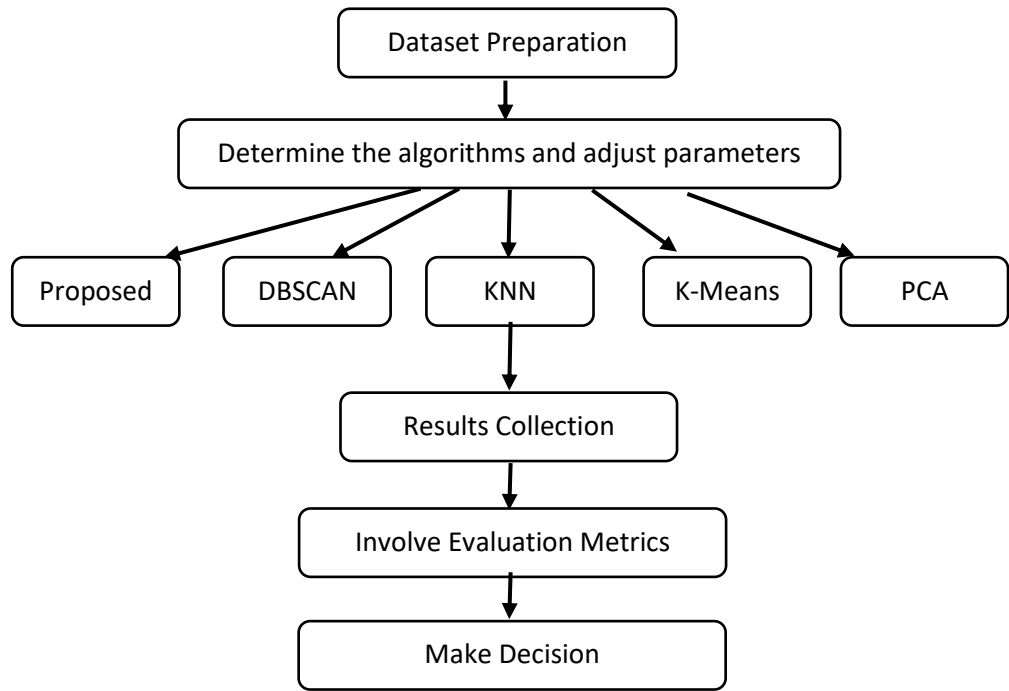 Dataset Preparation
Determine the algorithms and adjust parameters
Proposed
DBSCAN
KNN
K-Means
PCA
Results Collection
Involve Evaluation Metrics
Make Decision